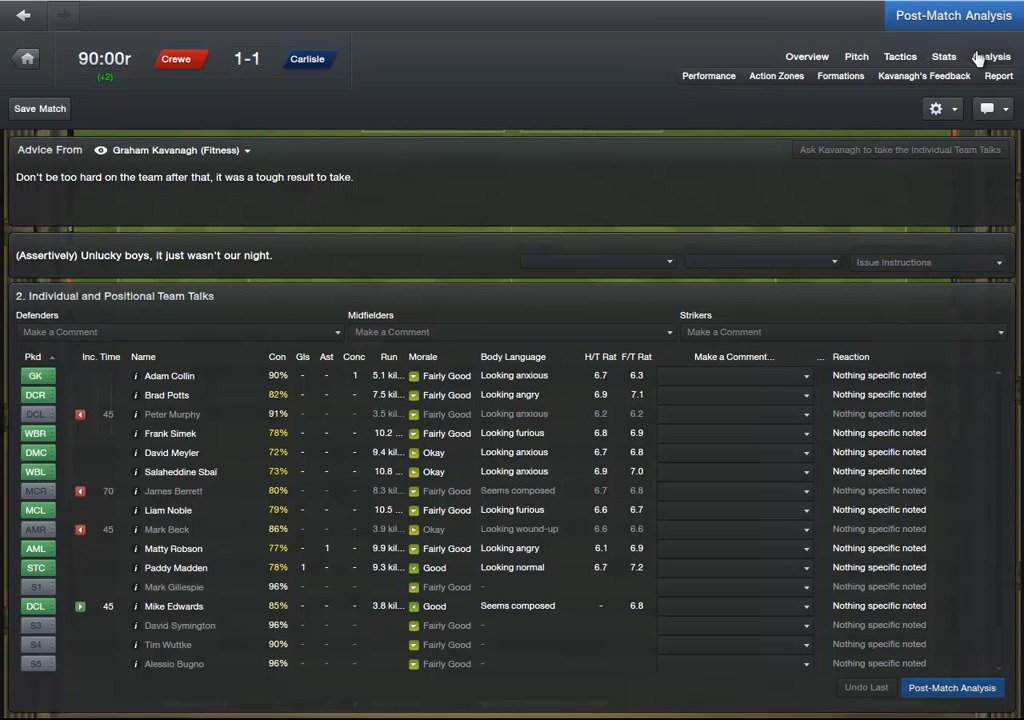 Post-Match Analysis
90:00r
(+2)
Crewe
1-1
Carlisle
Overview Pitch Tactics Stats Analysis
Performance Action Zones Formations Kavanagh's Feedback Report
Save Match
Advice From Graham Kavanagh (Fitness)
Ask Kavanagh to take the Individual Team Talks
Don't be too hard on the team after that, it was a tough result to take.
(Assertively) Unlucky boys, it just wasn't our night.
Issue Instructions
2. Individual and Positional Team Talks
Defenders Midfielders Strikers
Make a Comment Make a Comment Make a Comment
Pkd Inc. Time Name Con Gls Ast Conc Run Morale Body Language H/T Rat F/T Rat Make a Comment... ... Reaction
GK i Adam Collin 90% - - 1 5.1 kil... Fairly Good Looking anxious 6.7 6.3 Nothing specific noted
DCR i Brad Potts 82% - - - 7.5 kil... Fairly Good Looking angry 6.9 7.1 Nothing specific noted
DCL 45 i Peter Murphy 91% - - - 3.5 kil... Fairly Good Looking anxious 6.2 6.2 Nothing specific noted
WBR i Frank Simek 78% - - - 10.2 ... Fairly Good Looking furious 6.8 6.9 Nothing specific noted
DMC i David Meyler 72% - - - 9.4 kil... Okay Looking anxious 6.7 6.8 Nothing specific noted
WBL i Salaheddine Sbaï 73% - - - 10.8 ... Okay Looking anxious 6.9 7.0 Nothing specific noted
MCR 70 i James Berrett 80% - - - 8.3 kil... Fairly Good Seems composed 6.7 6.8 Nothing specific noted
MCL i Liam Noble 79% - - - 10.5 ... Fairly Good Looking furious 6.6 6.7 Nothing specific noted
AMR 45 i Mark Beck 86% - - - 3.9 kil... Okay Looking wound-up 6.6 6.6 Nothing specific noted
AML i Matty Robson 77% - 1 - 9.9 kil... Fairly Good Looking angry 6.1 6.9 Nothing specific noted
STC i Paddy Madden 78% 1 - - 9.3 kil... Good Looking normal 6.7 7.2 Nothing specific noted
S1 i Mark Gillespie 96% - - - Fairly Good - Nothing specific noted
DCL 45 i Mike Edwards 85% - - - 3.8 kil... Good Seems composed - 6.8 Nothing specific noted
S3 i David Symington 96% - - - Fairly Good - Nothing specific noted
S4 i Tim Wuttke 90% - - - Fairly Good - Nothing specific noted
S5 i Alessio Bugno 96% - - - Fairly Good - Nothing specific noted
Undo Last Post-Match Analysis